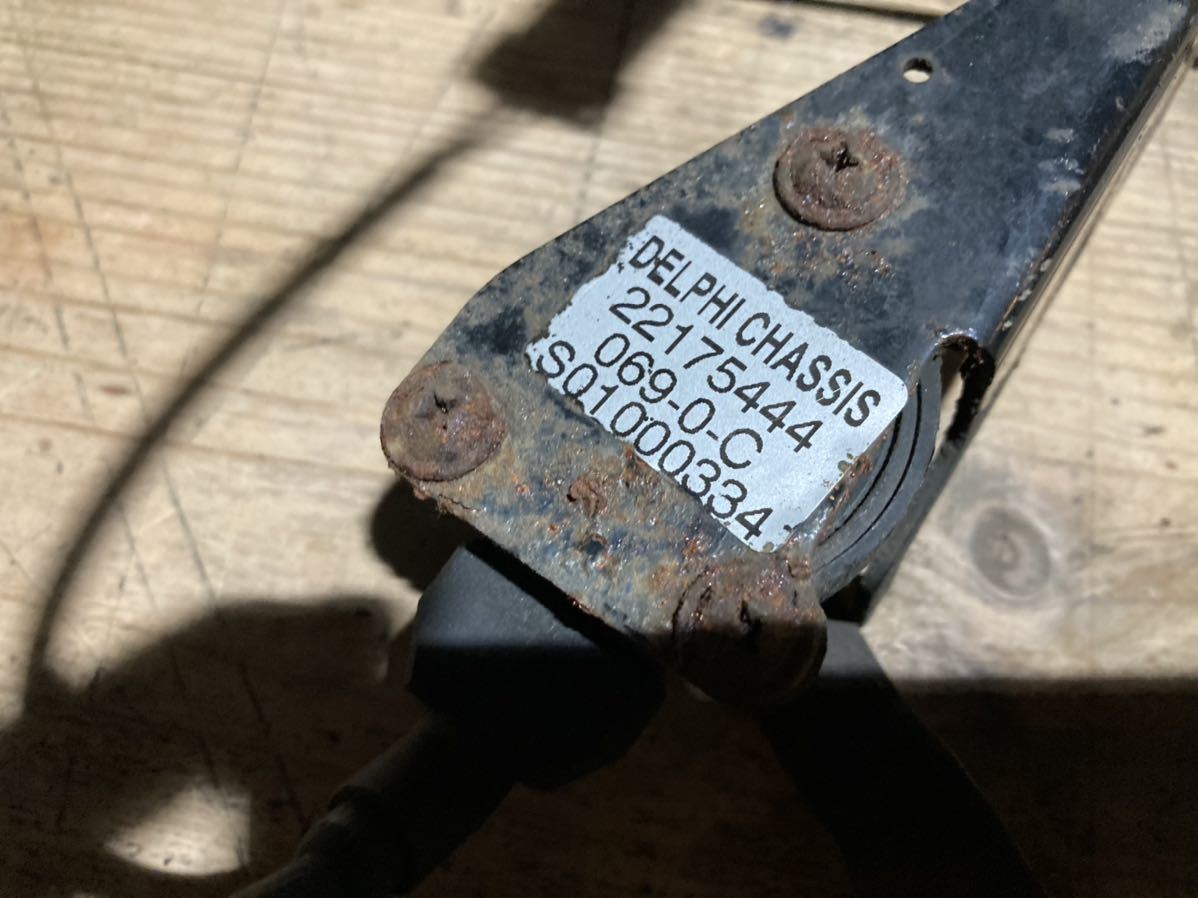 DELPHI CHASSIS
22175444
069-0-C
S01000334